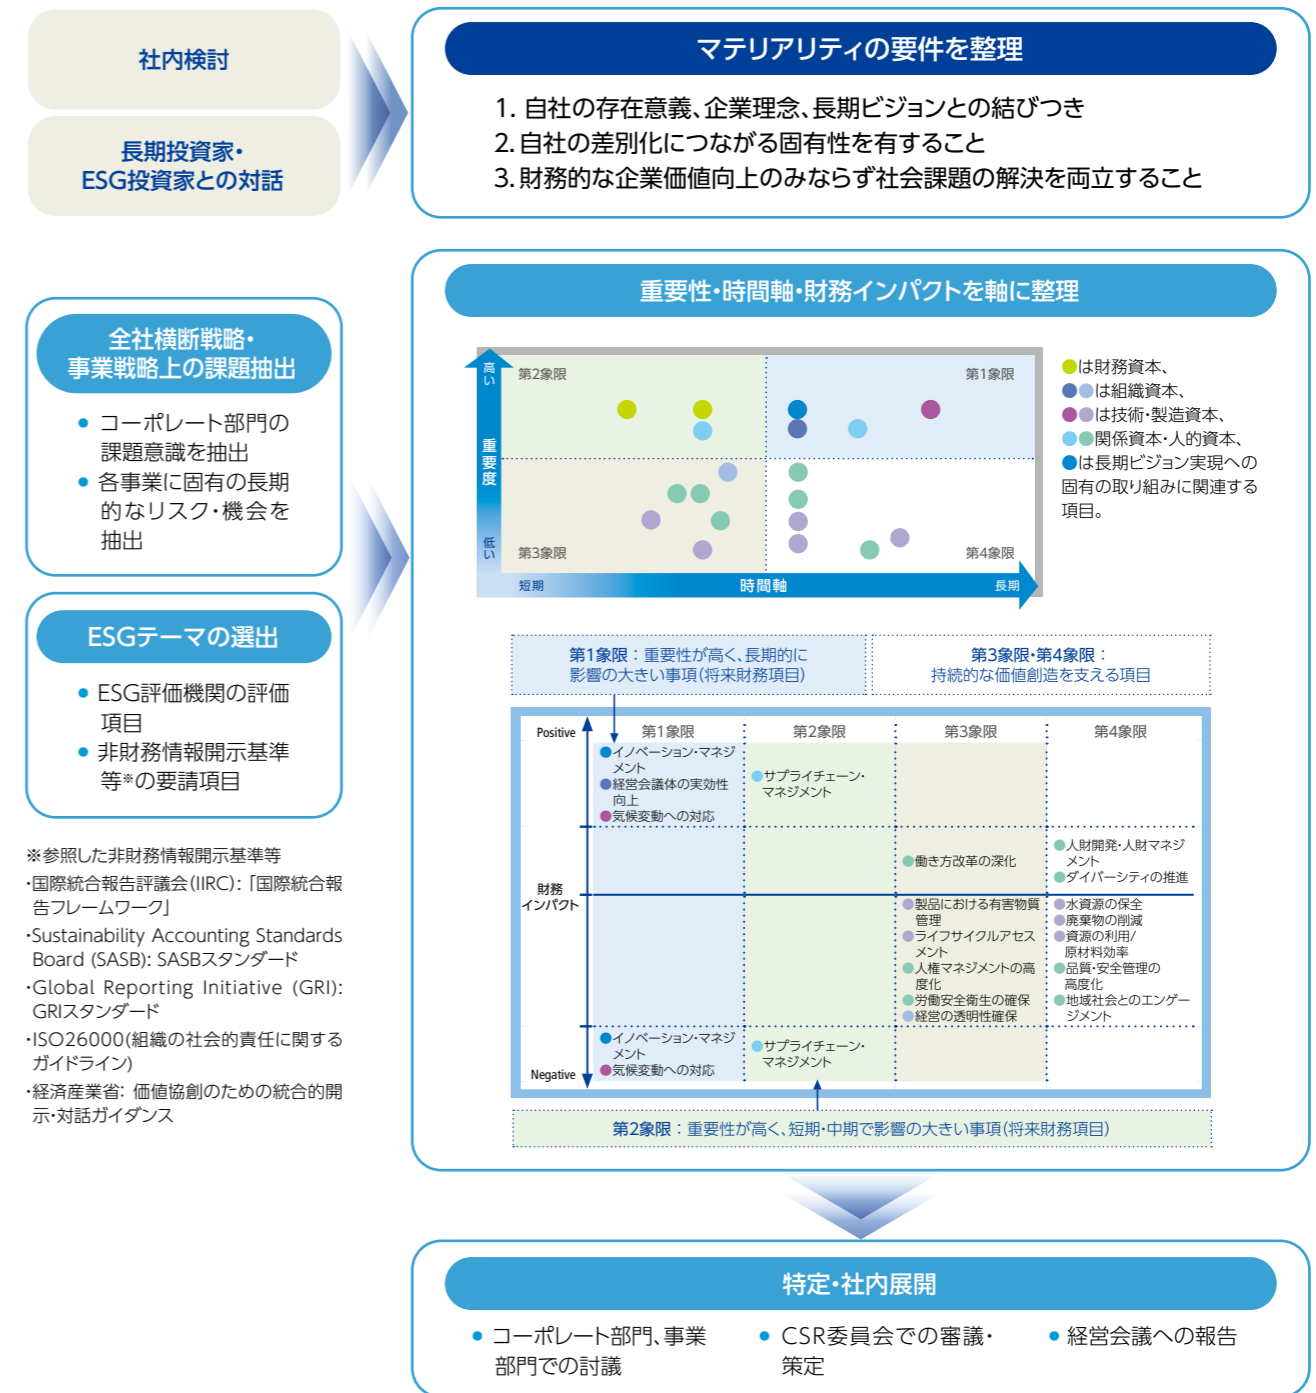 社内検討
長期投資家・
ESG投資家との対話
マテリアリティの要件を整理
1. 自社の存在意義、企業理念、長期ビジョンとの結びつき
2. 自社の差別化につながる固有性を有すること
3. 財務的な企業価値向上のみならず社会課題の解決を両立すること
全社横断戦略・
事業戦略上の課題抽出
● コーポレート部門の
課題意識を抽出
● 各事業に固有の長期
的なリスク・機会を
抽出
ESGテーマの選出
● ESG評価機関の評価
項目
● 非財務情報開示基準
等※の要請項目
※参照した非財務情報開示基準等
・国際統合報告評議会(IIRC):「国際統合報
告フレームワーク」
・Sustainability Accounting Standards
Board (SASB): SASBスタンダード
・Global Reporting Initiative (GRI):
GRIスタンダード
・ISO26000(組織の社会的責任に関する
ガイドライン)
・経済産業省: 価値協創のための統合的開
示・対話ガイダンス
重要性・時間軸・財務インパクトを軸に整理
高い
重要度
低い
第2象限
第1象限
第3象限
第4象限
短期
時間軸
長期
●は財務資本、
●●は組織資本、
●●は技術・製造資本、
●●関係資本・人的資本、
●は長期ビジョン実現への
固有の取り組みに関連する
項目。
第1象限：重要性が高く、長期的に
影響の大きい事項(将来財務項目)
第3象限・第4象限：
持続的な価値創造を支える項目
Positive
財務
インパクト
Negative
第1象限
第2象限
第3象限
第4象限
●イノベーション・マネジ
メント
●経営会議体の実効性
向上
●気候変動への対応
●サプライチェーン・
マネジメント
●働き方改革の深化
●人財開発・人財マネジ
メント
●ダイバーシティの推進
●製品における有害物質
管理
●ライフサイクルアセス
メント
●人権マネジメントの高
度化
●労働安全衛生の確保
●経営の透明性確保
●水資源の保全
●廃棄物の削減
●資源の利用/
原材料効率
●品質・安全管理の
高度化
●地域社会とのエンゲー
ジメント
●イノベーション・マネジ
メント
●気候変動への対応
●サプライチェーン・
マネジメント
第2象限：重要性が高く、短期・中期で影響の大きい事項(将来財務項目)
特定・社内展開
● コーポレート部門、事業
部門での討議
● CSR委員会での審議・
策定
● 経営会議への報告